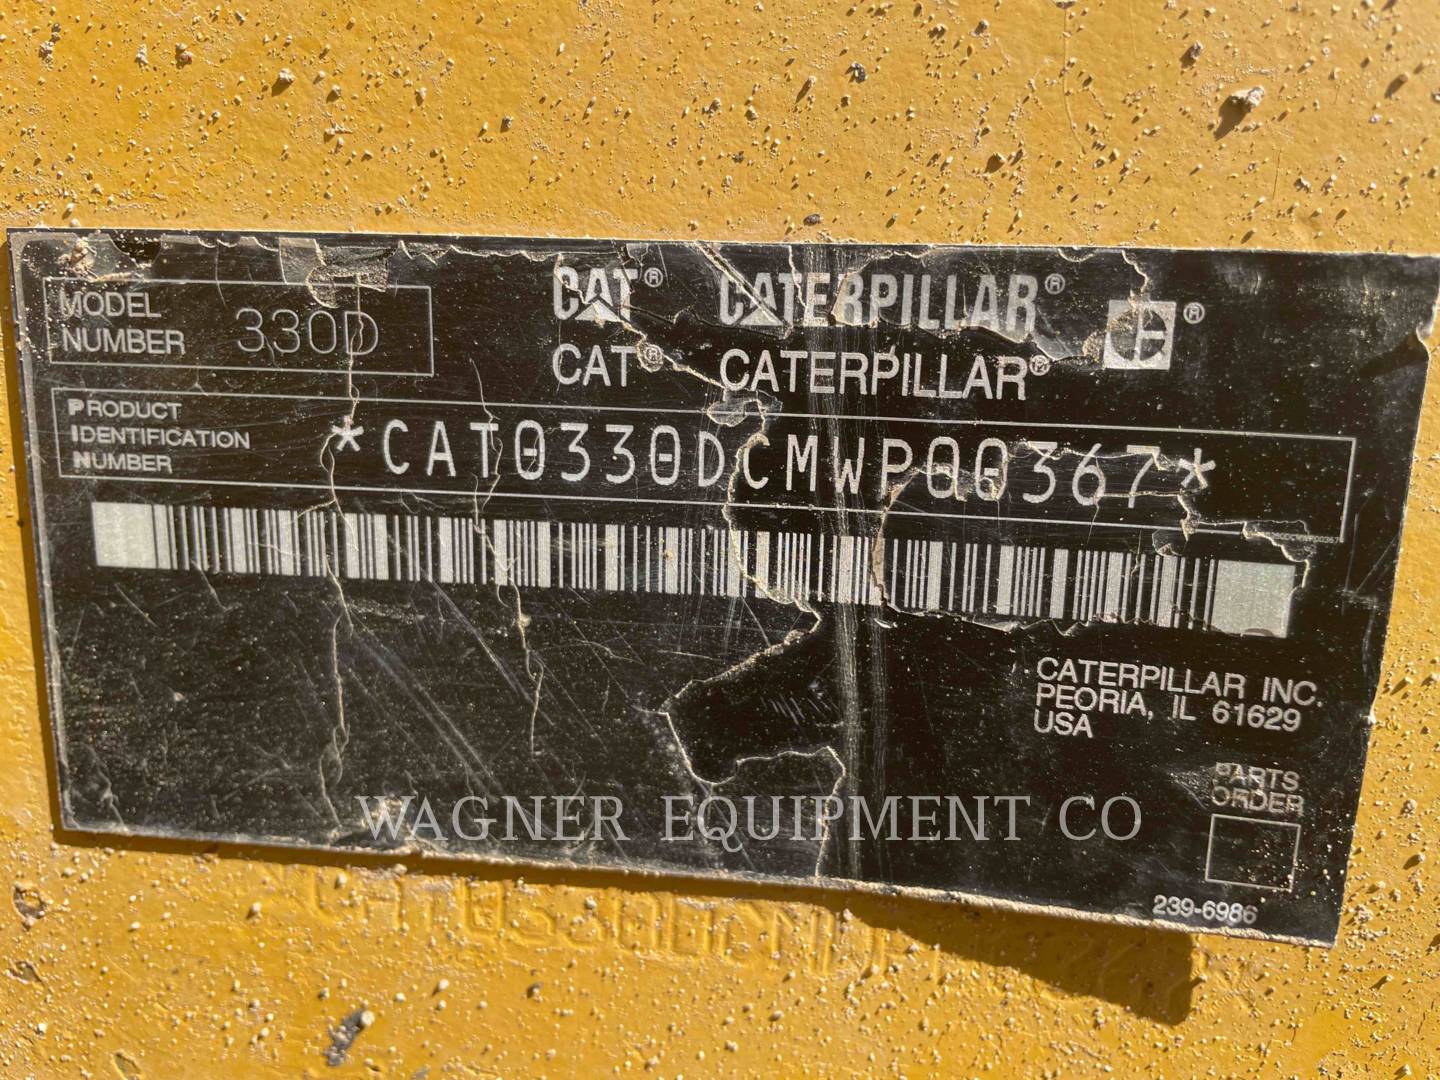 MODEL
NUMBER 330D
CAT® CATERPILLAR® ®
CAT® CATERPILLAR®
PRODUCT
IDENTIFICATION
NUMBER
*CAT0330DCMWP00367*
CATERPILLAR INC.
PEORIA, IL 61629
USA
PARTS
ORDER
WAGNER EQUIPMENT CO
239-6986